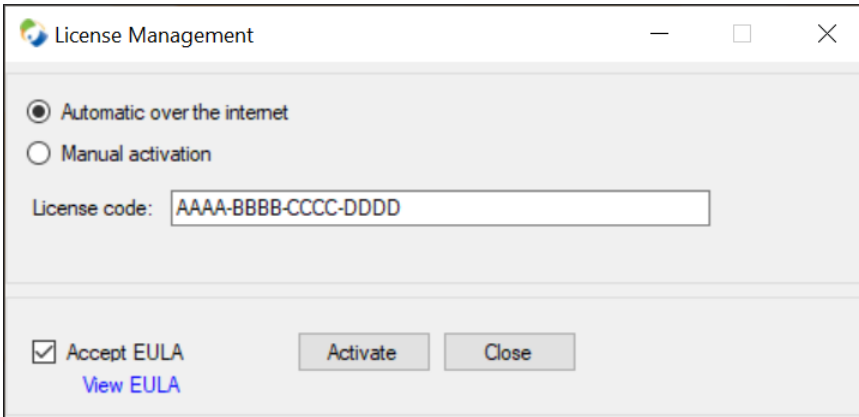 License Management
Automatic over the internet
Manual activation
License code: AAAA-BBBB-CCCC-DDDD
Accept EULA Activate Close
View EULA